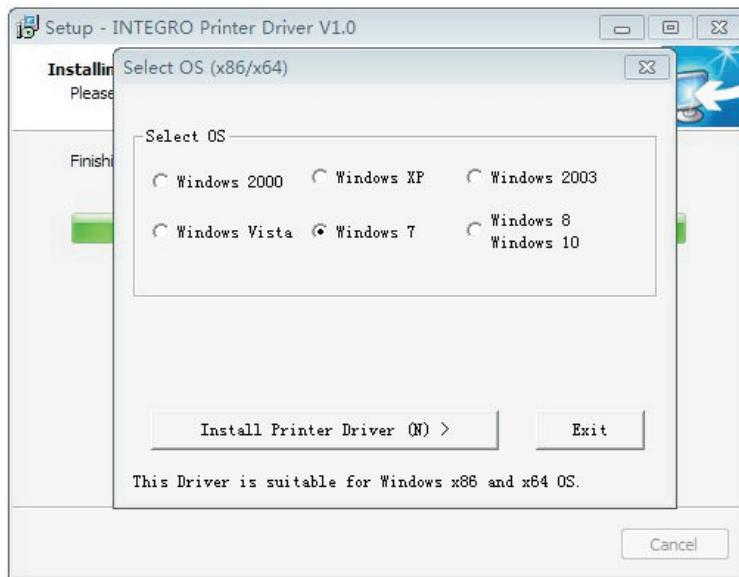 Setup - INTEGRO Printer Driver V1.0
Installin
Please
Select OS (x86/x64)
Finishi
Select OS
Windows 2000
Windows XP
Windows 2003
Windows Vista
Windows 7
Windows 8
Windows 10
Install Printer Driver (N) >
Exit
This Driver is suitable for Windows x86 and x64 OS.
Cancel